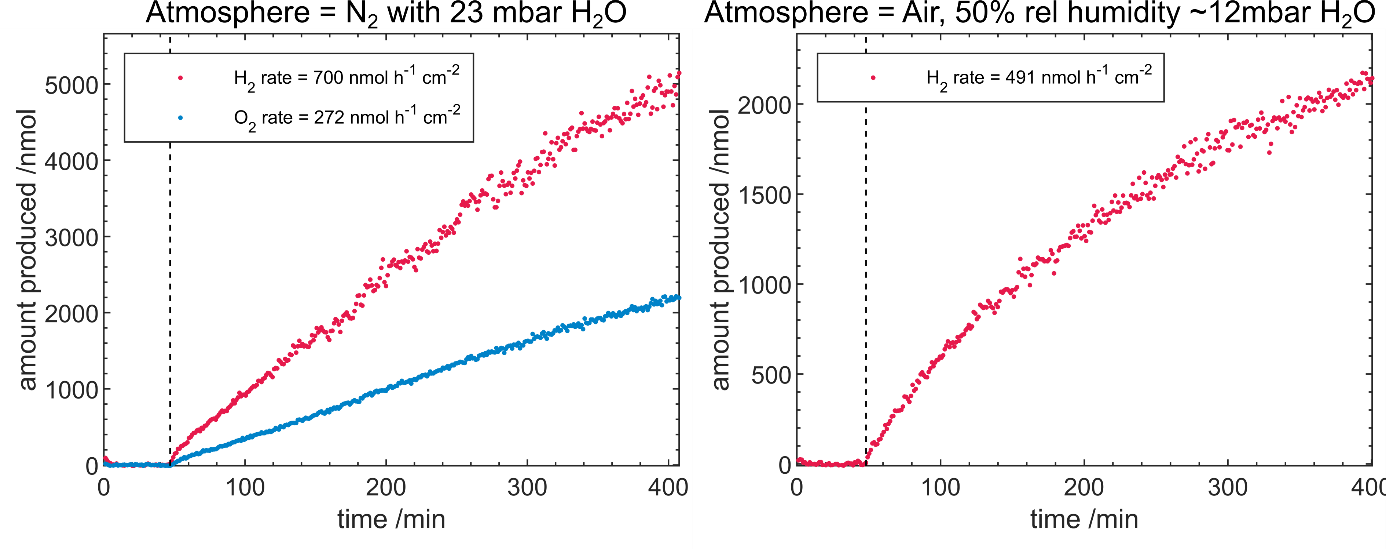 Atmosphere = N2 with 23 mbar H2O
5000
4000
3000
2000
1000
0
amount produced /nmol
H2 rate = 700 nmol h-1 cm-2
O2 rate = 272 nmol h-1 cm-2
0 100 200 300 400
time /min
Atmosphere = Air, 50% rel humidity ~12mbar H2O
2000
1500
1000
500
0
amount produced /nmol
H2 rate = 491 nmol h-1 cm-2
0 100 200 300 400
time /min